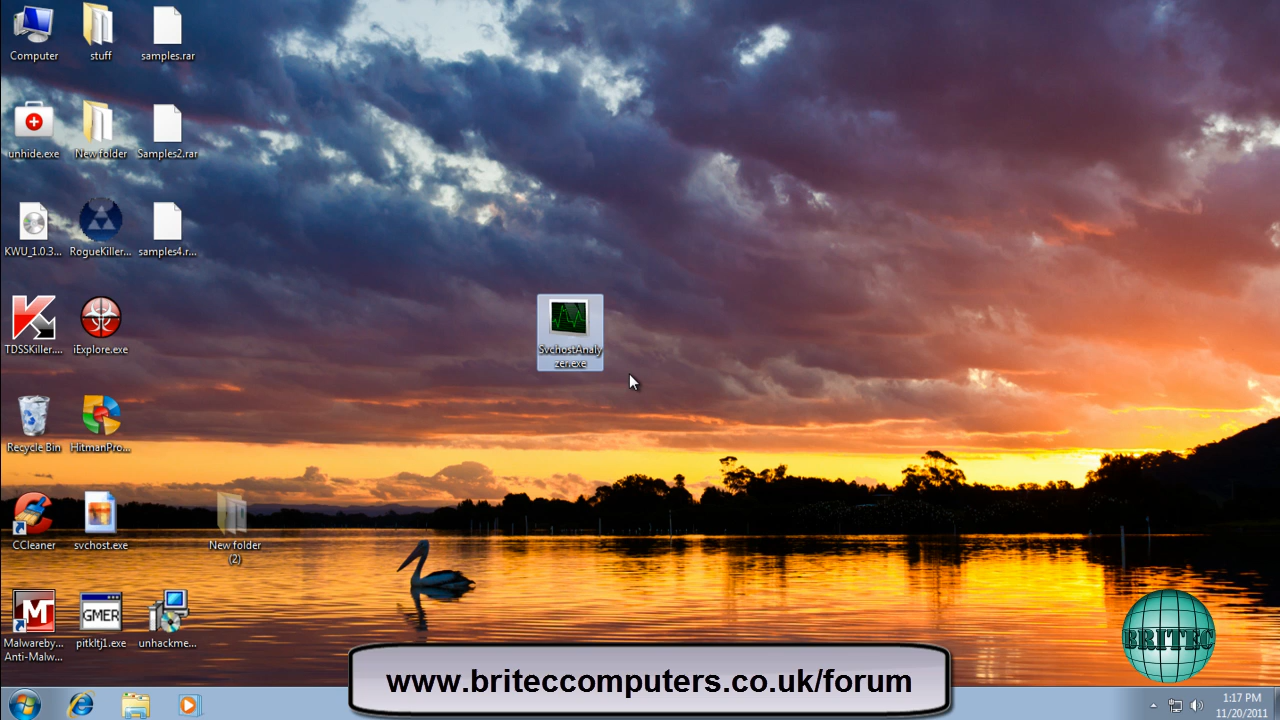 Computer
stuff
samples.rar
unhide.exe
New folder
Samples2.rar
KWU_1.0.3...
RogueKiller...
samples4.r...
TDSSKiller....
iExplore.exe
SvchostAnaly
zer.exe
Recycle Bin
HitmanPro...
CCleaner
svchost.exe
New folder
(2)
M
Malwareby...
Anti-Malw...
GMER
pitkltj1.exe
unhackme...
BRITEC
www.briteccomputers.co.uk/forum
1:17 PM
11/20/2011